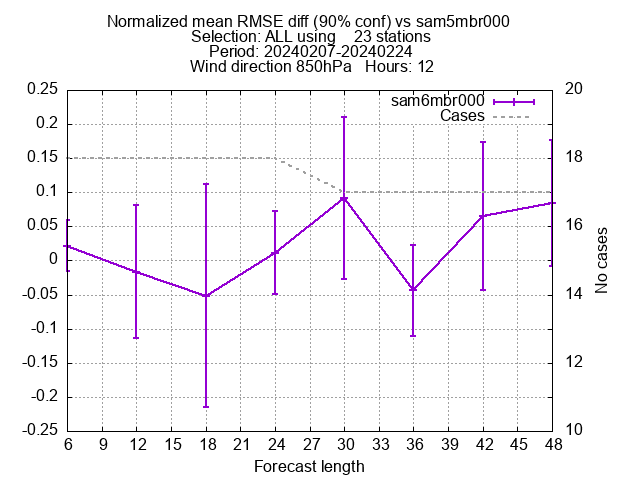 Normalized mean RMSE diff (90% conf) vs sam5mbr000
Selection: ALL using    23 stations
Period: 20240207-20240224
Wind direction 850hPa   Hours: 12
sam6mbr000
Cases
0.25
0.2
0.15
0.1
0.05
0
-0.05
-0.1
-0.15
-0.2
-0.25
20
18
16
14
12
10
No cases
6 9 12 15 18 21 24 27 30 33 36 39 42 45 48
Forecast length